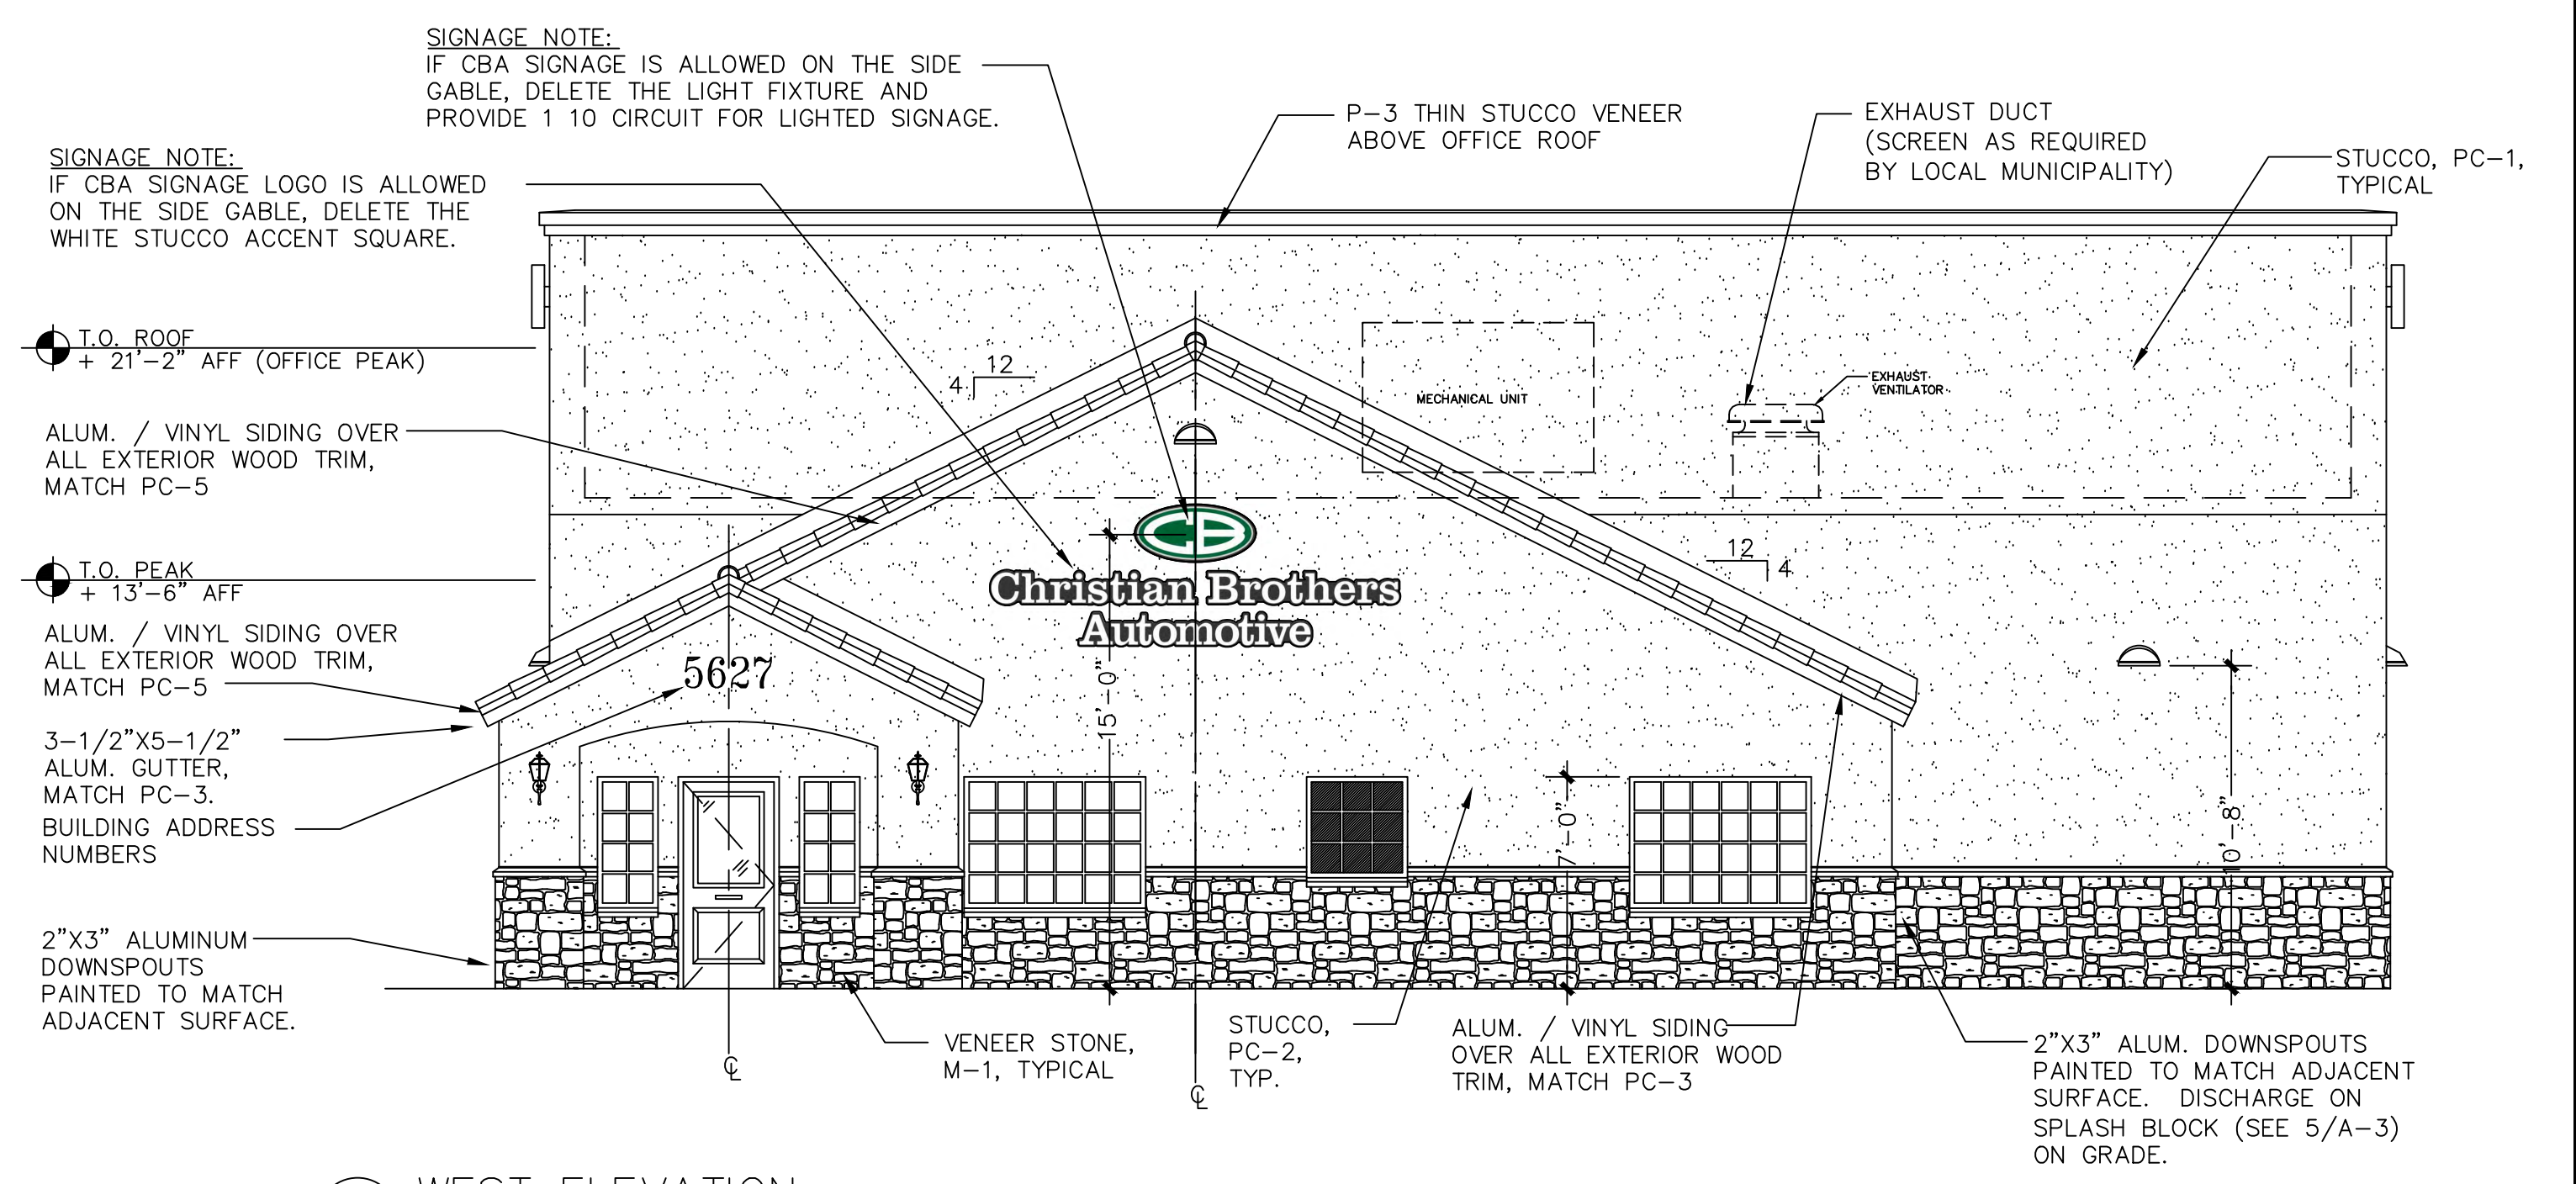 SIGNAGE NOTE:
IF CBA SIGNAGE IS ALLOWED ON THE SIDE
GABLE, DELETE THE LIGHT FIXTURE AND
PROVIDE 1 10 CIRCUIT FOR LIGHTED SIGNAGE.
P-3 THIN STUCCO VENEER
ABOVE OFFICE ROOF
EXHAUST DUCT
(SCREEN AS REQUIRED
BY LOCAL MUNICIPALITY)
STUCCO, PC-1,
TYPICAL
SIGNAGE NOTE:
IF CBA SIGNAGE LOGO IS ALLOWED
ON THE SIDE GABLE, DELETE THE
WHITE STUCCO ACCENT SQUARE.
T.O. ROOF
+ 21'-2" AFF (OFFICE PEAK)
12
4
MECHANICAL UNIT
EXHAUST
VENTILATOR
ALUM. / VINYL SIDING OVER
ALL EXTERIOR WOOD TRIM,
MATCH PC-5
CB
Christian Brothers
Automotive
12
4
T.O. PEAK
+ 13'-6" AFF
ALUM. / VINYL SIDING OVER
ALL EXTERIOR WOOD TRIM,
MATCH PC-5
5627
15'-0"
7'-0"
10'-8"
3-1/2"X5-1/2"
ALUM. GUTTER,
MATCH PC-3.
BUILDING ADDRESS
NUMBERS
2"X3" ALUMINUM
DOWNSPOUTS
PAINTED TO MATCH
ADJACENT SURFACE.
CL
VENEER STONE,
M-1, TYPICAL
CL
STUCCO,
PC-2,
TYP.
ALUM. / VINYL SIDING
OVER ALL EXTERIOR WOOD
TRIM, MATCH PC-3
2"X3" ALUM. DOWNSPOUTS
PAINTED TO MATCH ADJACENT
SURFACE. DISCHARGE ON
SPLASH BLOCK (SEE 5/A-3)
ON GRADE.
WEST ELEVATION